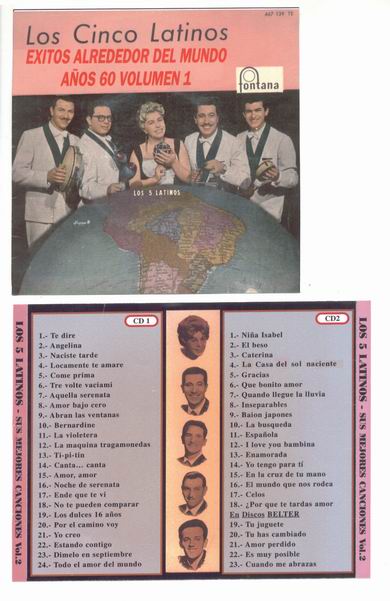 467 139 TE
Los Cinco Latinos
EXITOS ALREDEDOR DEL MUNDO
AÑOS 60 VOLUMEN 1
fontana
LOS 5 LATINOS
LOS 5 LATINOS - SUS MEJORES CANCIONES Vol.2
CD 1
1.- Te dire
2.- Angelina
3.- Naciste tarde
4.- Locamente te amare
5.- Come prima
6.- Tre volte vaciami
7.- Aquella serenata
8.- Amor bajo cero
9.- Abran las ventanas
10.- Bernardine
11.- La violetera
12.- La maquina tragamonedas
13.- Ti-pi-tin
14.- Canta... canta
15.- Amor, amor
16.- Noche de serenata
17.- Ende que te vi
18.- No te pueden comparar
19.- Los dulces 16 años
20.- Por el camino voy
21.- Yo creo
22.- Estando contigo
23.- Dimelo en septiembre
24.- Todo el amor del mundo
CD2
1.- Niña Isabel
2.- El beso
3.- Caterina
4.- La Casa del sol naciente
5.- Gracias
6.- Que bonito amor
7.- Quando llegue la lluvia
8.- Inseparables
9.- Baion japones
10.- La busqueda
11.- Española
12.- I love you bambina
13.- Enamorada
14.- Yo tengo para ti
15.- En la cruz de tu mano
16.- El mundo que nos rodea
17.- Celos
18.- ¿Por que te tardas amor
En Discos BELTER
19.- Tu juguete
20.- Tu has cambiado
21.- Amor perdido
22.- Es muy posible
23.- Cuando me abrazas
LOS 5 LATINOS - SUS MEJORES CANCIONES Vol.2